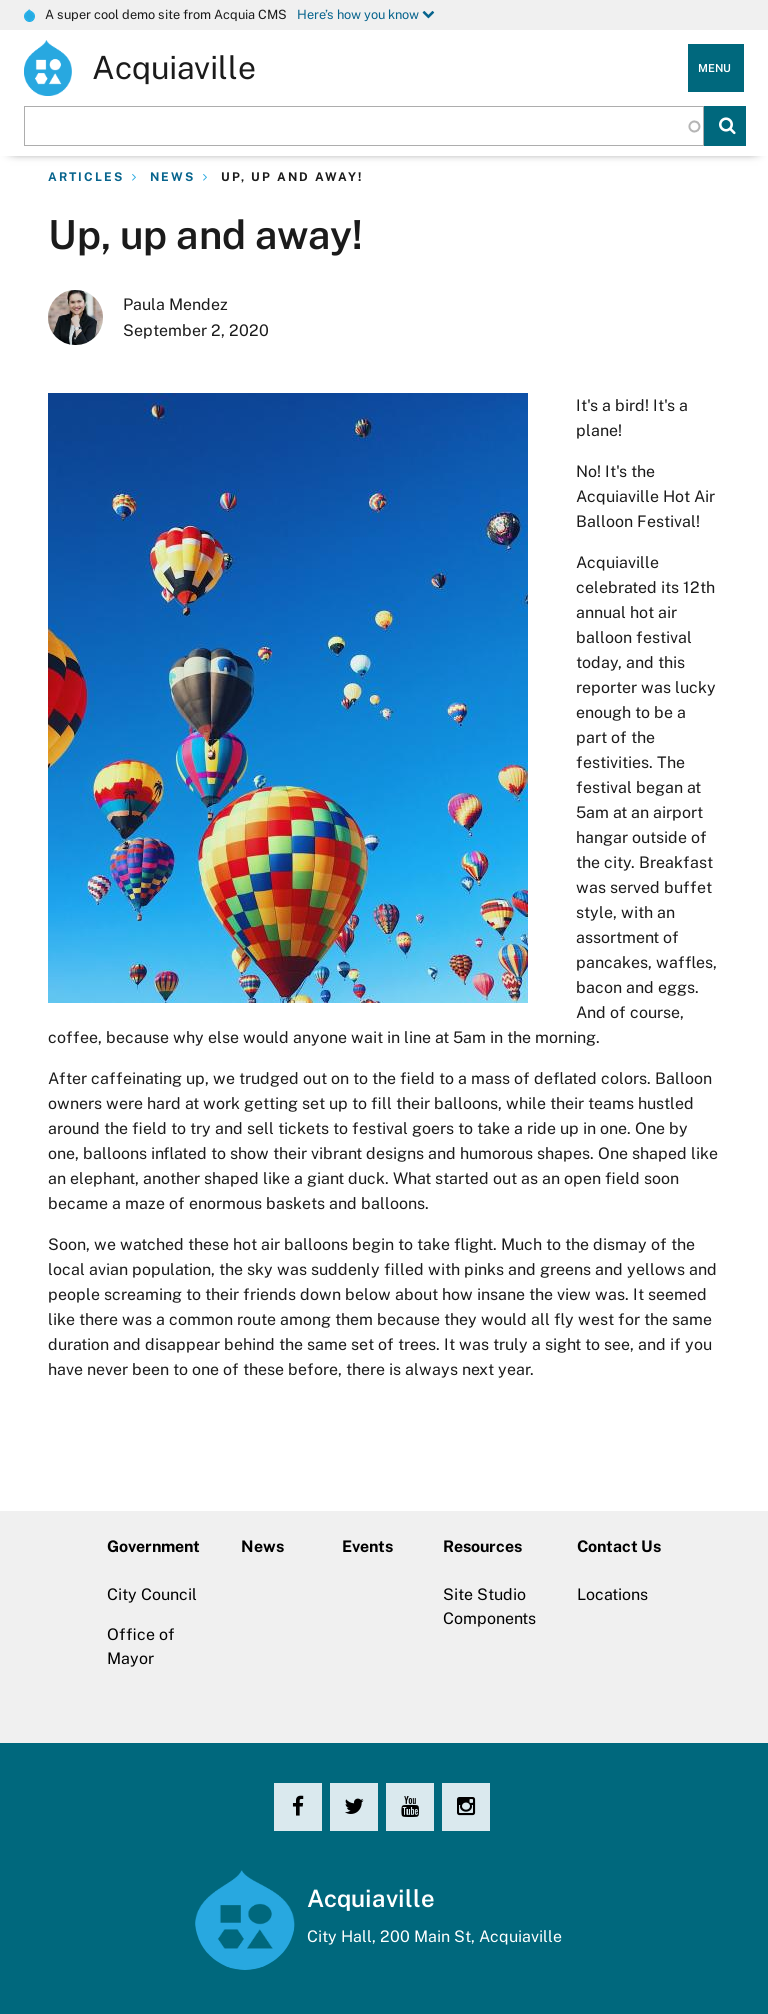 A super cool demo site from Acquia CMS Here's how you know
Acquiaville
MENU
ARTICLES > NEWS > UP, UP AND AWAY!
Up, up and away!
Paula Mendez
September 2, 2020
It's a bird! It's a
plane!
No! It's the
Acquiaville Hot Air
Balloon Festival!
Acquiaville
celebrated its 12th
annual hot air
balloon festival
today, and this
reporter was lucky
enough to be a
part of the
festivities. The
festival began at
5am at an airport
hangar outside of
the city. Breakfast
was served buffet
style, with an
assortment of
pancakes, waffles,
bacon and eggs.
And of course,
coffee, because why else would anyone wait in line at 5am in the morning.
After caffeinating up, we trudged out on to the field to a mass of deflated colors. Balloon
owners were hard at work getting set up to fill their balloons, while their teams hustled
around the field to try and sell tickets to festival goers to take a ride up in one. One by
one, balloons inflated to show their vibrant designs and humorous shapes. One shaped like
an elephant, another shaped like a giant duck. What started out as an open field soon
became a maze of enormous baskets and balloons.
Soon, we watched these hot air balloons begin to take flight. Much to the dismay of the
local avian population, the sky was suddenly filled with pinks and greens and yellows and
people screaming to their friends down below about how insane the view was. It seemed
like there was a common route among them because they would all fly west for the same
duration and disappear behind the same set of trees. It was truly a sight to see, and if you
have never been to one of these before, there is always next year.
Government News Events Resources Contact Us
City Council
Office of
Mayor
Site Studio
Components
Locations
You
Tube
Acquiaville
City Hall, 200 Main St, Acquiaville